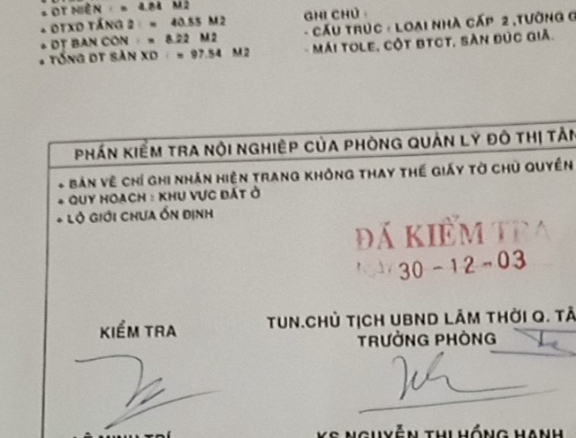 • DT HIÊN : = 4.84 M2
• DTXD TẦNG 2 : = 40.55 M2
• DT BAN CÔN : = 8.22 M2
• TỔNG DT SÀN XD : = 97.54 M2
GHI CHÚ :
- CẤU TRÚC : LOẠI NHÀ CẤP 2 ,TƯỜNG G
- MÁI TOLE, CỘT BTCT, SÀN ĐÚC GIẢ.
PHẦN KIỂM TRA NỘI NGHIỆP CỦA PHÒNG QUẢN LÝ ĐÔ THỊ TÂN
+ BẢN VẼ CHỈ GHI NHẬN HIỆN TRẠNG KHÔNG THAY THẾ GIẤY TỜ CHỦ QUYỀN
+ QUY HOẠCH : KHU VỰC ĐẤT Ở
+ LỘ GIỚI CHƯA ỔN ĐỊNH
ĐÃ KIỂM TRA
NGÀY 30-12-03
KIỂM TRA
TUN.CHỦ TỊCH UBND LÂM THỜI Q. TÂ
TRƯỞNG PHÒNG
MINH TRÍ
KS NGUYỄN THỊ HỒNG HẠNH